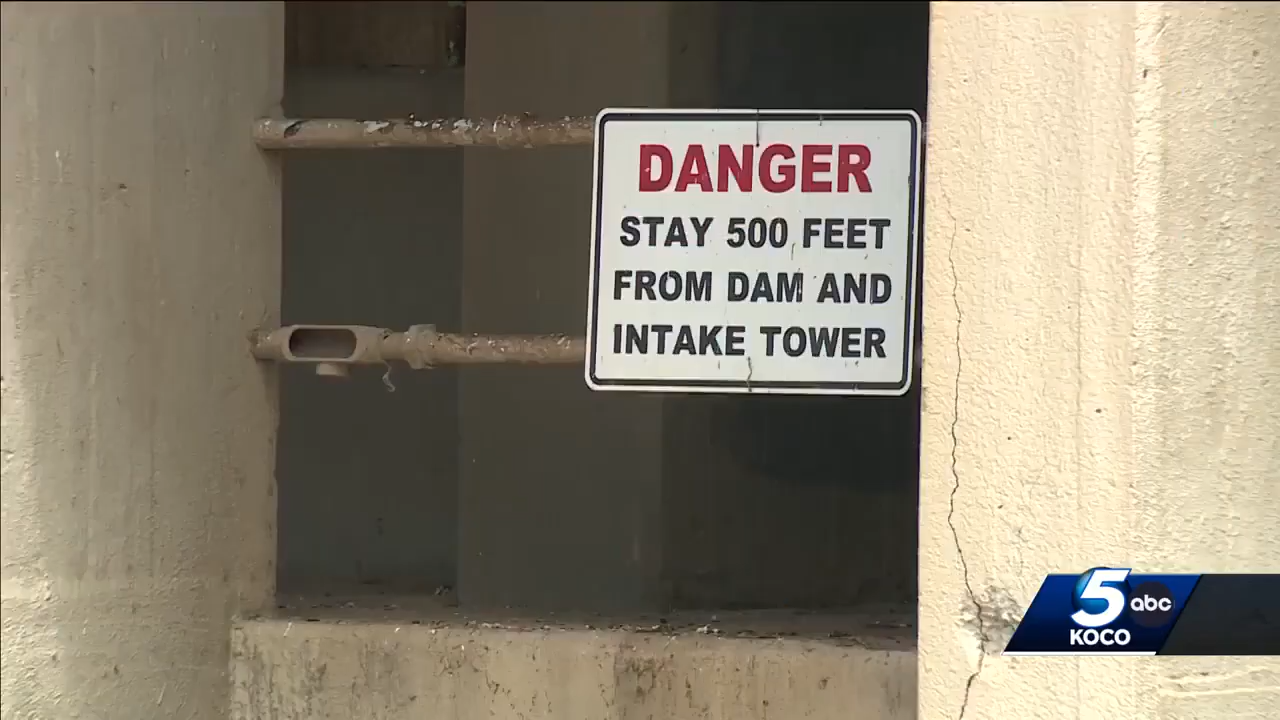 DANGER
STAY 500 FEET
FROM DAM AND
INTAKE TOWER
5 abc
KOCO